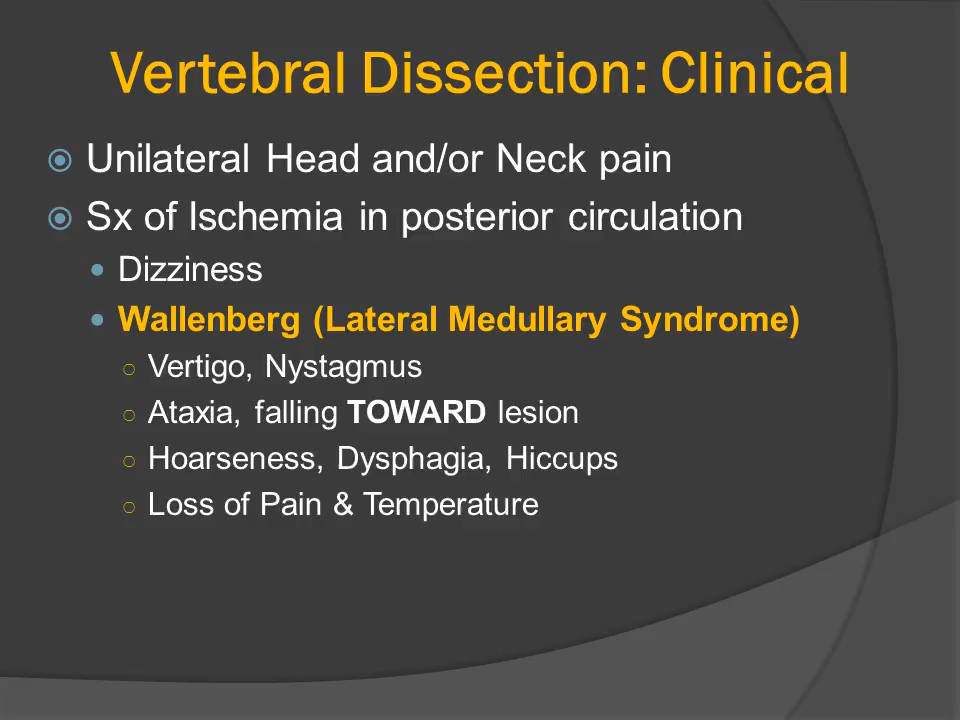 Vertebral Dissection: Clinical
Unilateral Head and/or Neck pain
Sx of Ischemia in posterior circulation
Dizziness
Wallenberg (Lateral Medullary Syndrome)
Vertigo, Nystagmus
Ataxia, falling TOWARD lesion
Hoarseness, Dysphagia, Hiccups
Loss of Pain & Temperature